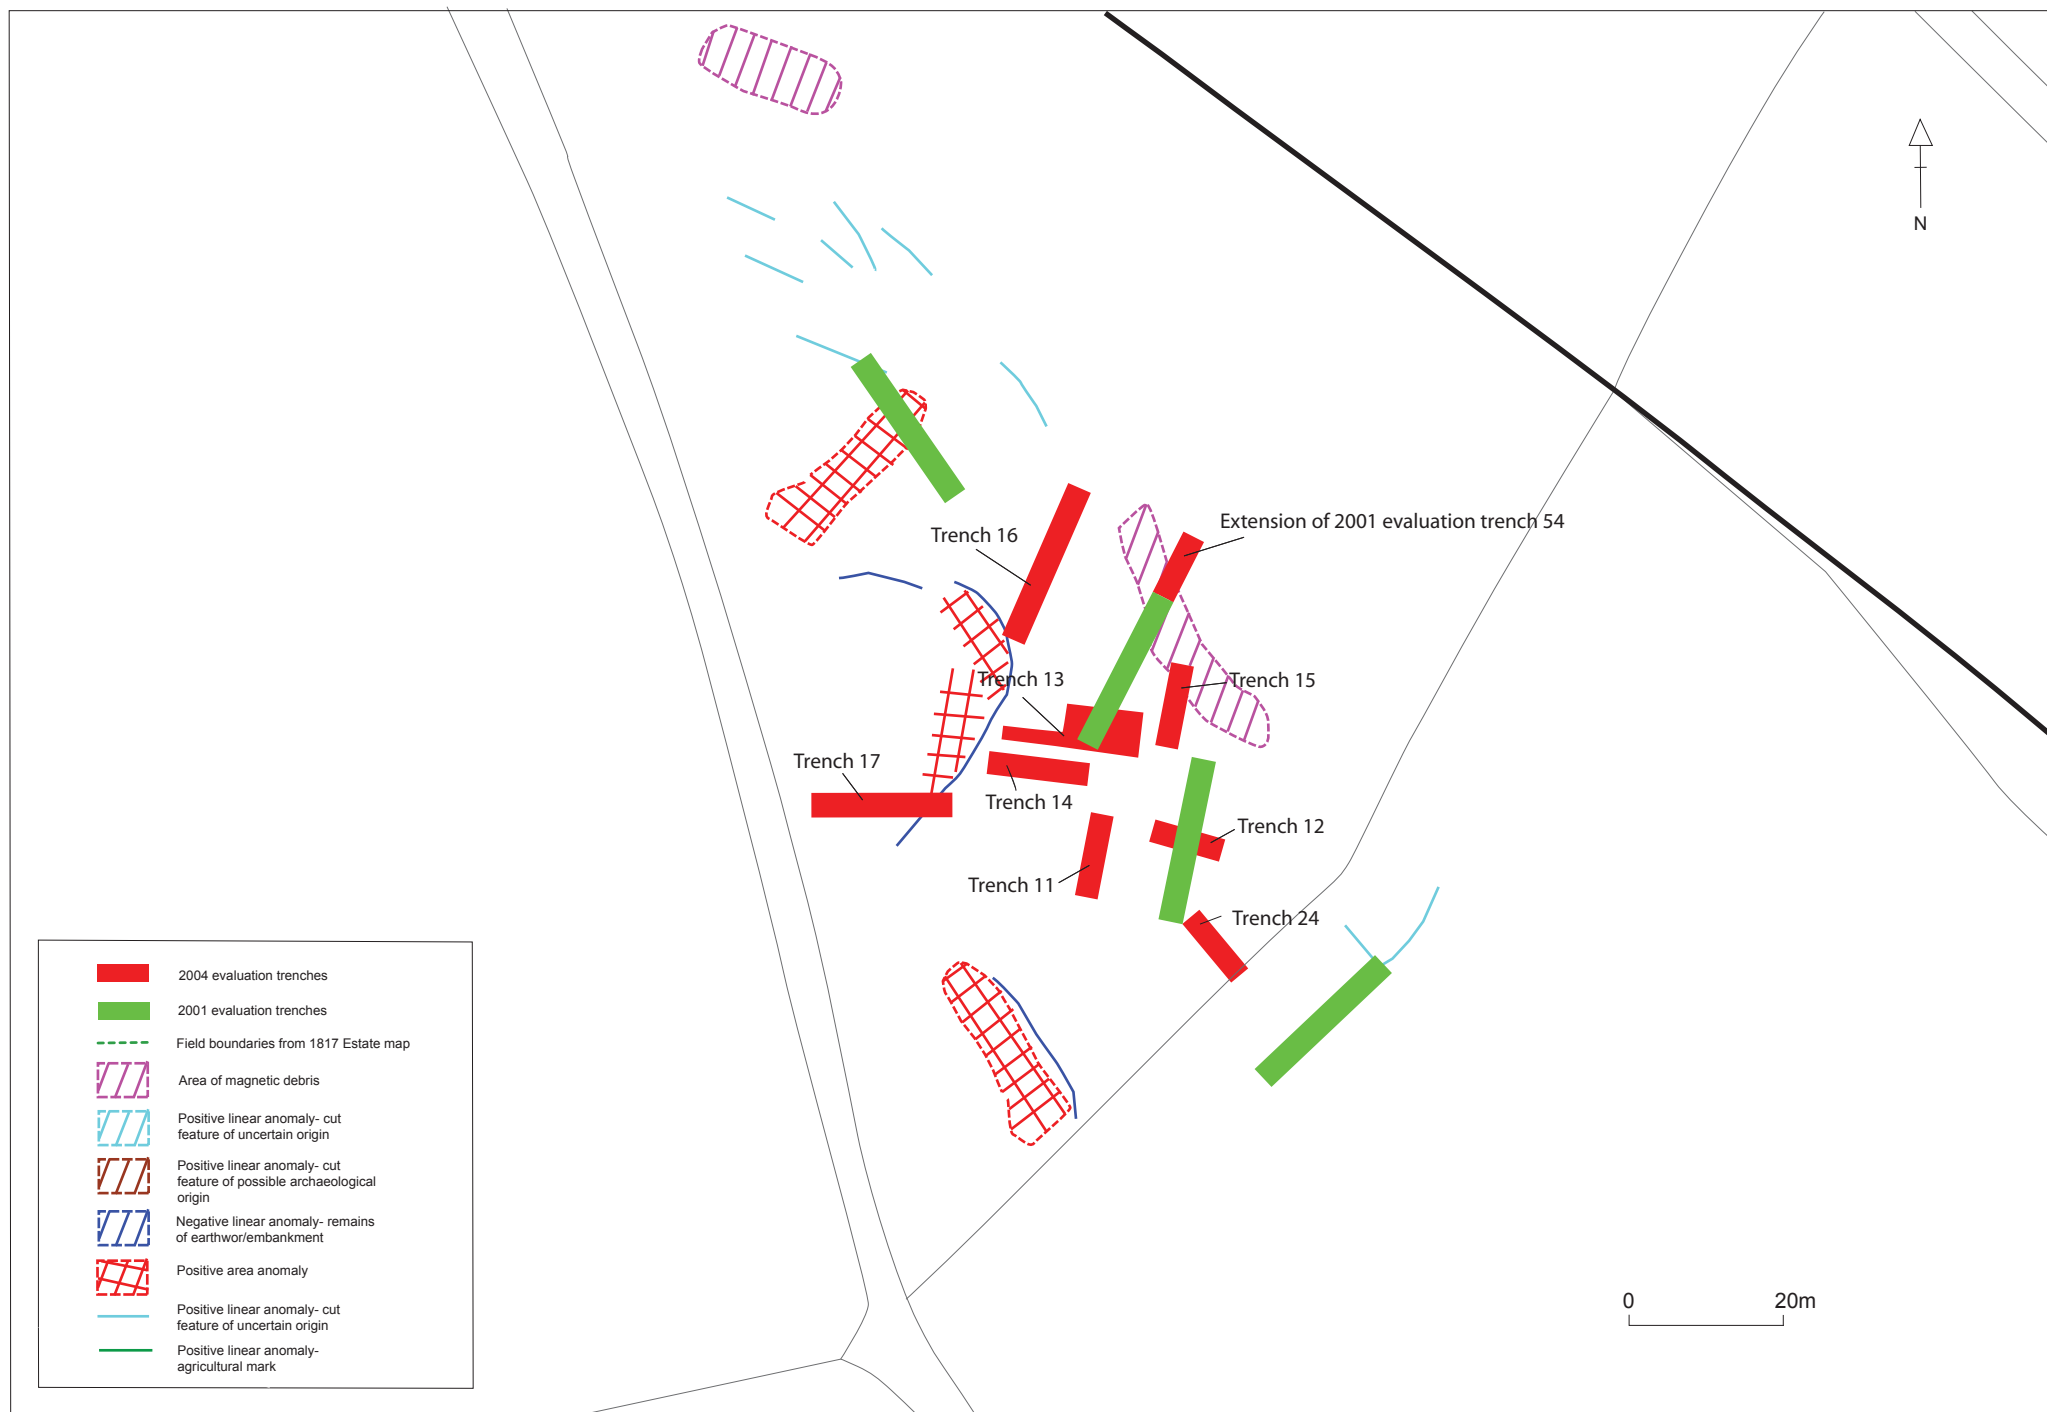 N
Extension of 2001 evaluation trench 54
Trench 16
Trench 13
Trench 15
Trench 17
Trench 14
Trench 12
Trench 11
Trench 24
2004 evaluation trenches
2001 evaluation trenches
Field boundaries from 1817 Estate map
Area of magnetic debris
Positive linear anomaly- cut
feature of uncertain origin
Positive linear anomaly- cut
feature of possible archaeological
origin
Negative linear anomaly- remains
of earthwor/embankment
Positive area anomaly
Positive linear anomaly- cut
feature of uncertain origin
Positive linear anomaly-
agricultural mark
0 20m